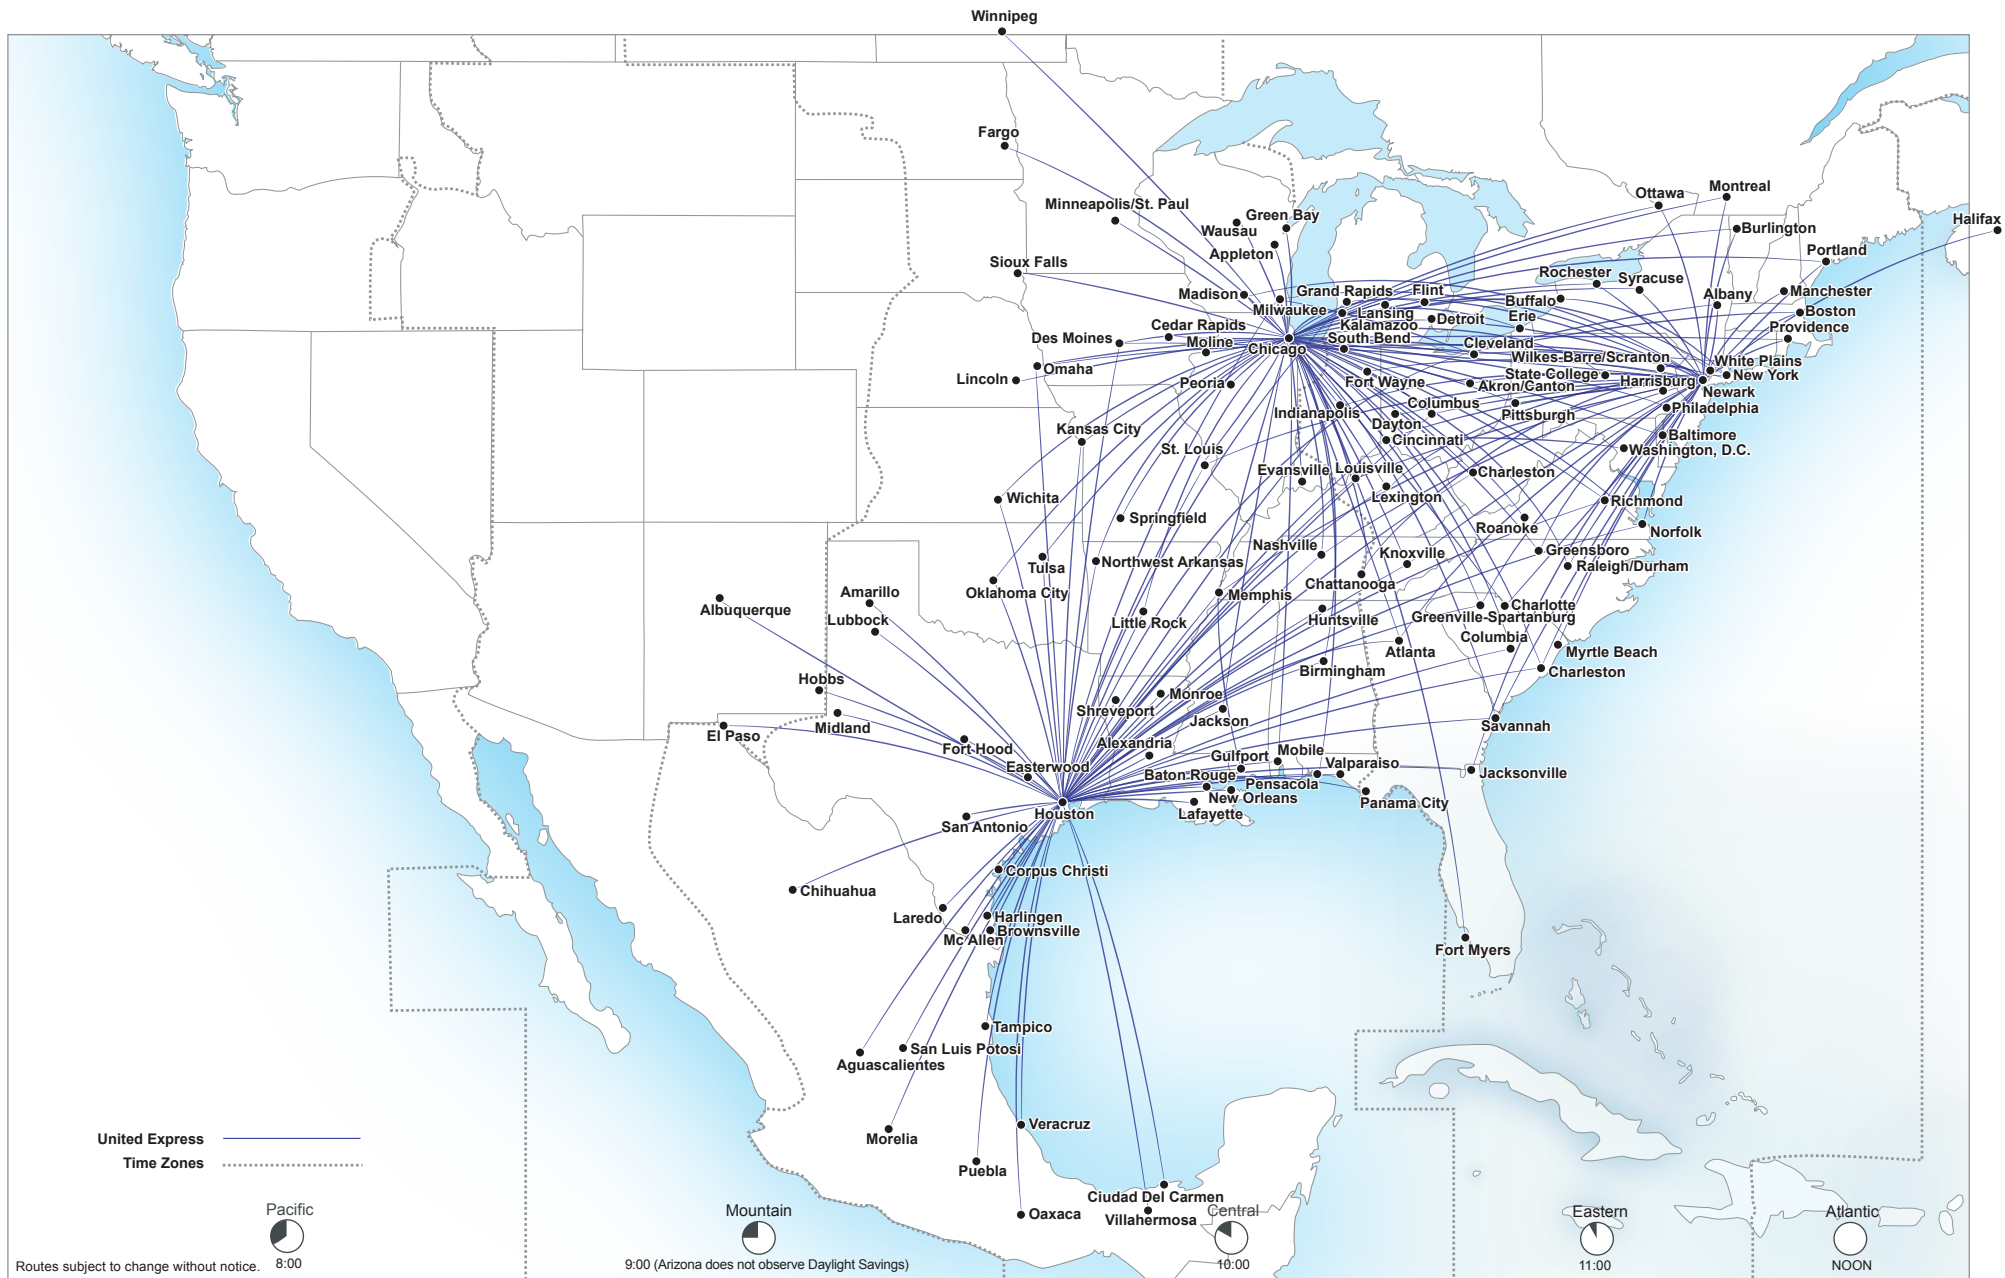 Winnipeg
Fargo
Minneapolis/St. Paul
Green Bay
Wausau
Appleton
Ottawa
Montreal
Halifax
Burlington
Portland
Sioux Falls
Rochester
Syracuse
Madison
Grand Rapids
Flint
Buffalo
Albany
Manchester
Milwaukee
Lansing
Detroit
Erie
Boston
Cedar Rapids
Kalamazoo
Providence
Des Moines
Moline
South Bend
Chicago
Cleveland
Wilkes-Barre/Scranton
White Plains
Omaha
State College
New York
Lincoln
Peoria
Fort Wayne
Akron/Canton
Harrisburg
Newark
Indianapolis
Columbus
Pittsburgh
Philadelphia
Dayton
Kansas City
Cincinnati
Baltimore
St. Louis
Washington, D.C.
Evansville
Louisville
Charleston
Wichita
Lexington
Richmond
Springfield
Roanoke
Norfolk
Nashville
Knoxville
Greensboro
Tulsa
Northwest Arkansas
Raleigh/Durham
Chattanooga
Oklahoma City
Amarillo
Memphis
Albuquerque
Charlotte
Lubbock
Little Rock
Huntsville
Greenville-Spartanburg
Columbia
Atlanta
Myrtle Beach
Birmingham
Charleston
Hobbs
Monroe
Shreveport
Jackson
Midland
El Paso
Savannah
Fort Hood
Alexandria
Gulfport
Mobile
Easterwood
Valparaiso
Baton Rouge
Jacksonville
Pensacola
New Orleans
Panama City
Houston
Lafayette
San Antonio
Corpus Christi
Chihuahua
Laredo
Harlingen
Brownsville
Mc Allen
Fort Myers
Tampico
San Luis Potosi
Aguascalientes
Veracruz
Morelia
United Express
Time Zones
Puebla
Ciudad Del Carmen
Oaxaca
Villahermosa
Pacific
Mountain
Central
Eastern
Atlantic
Routes subject to change without notice.
8:00
9:00 (Arizona does not observe Daylight Savings)
10:00
11:00
NOON